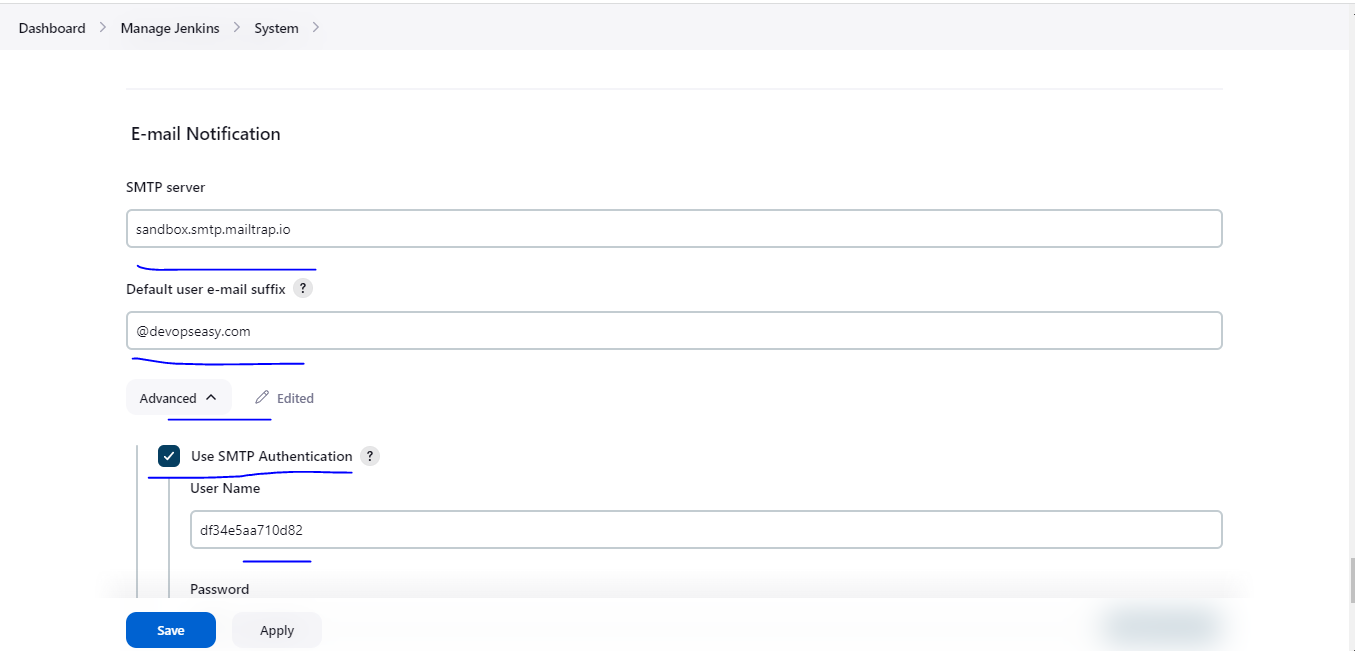 Dashboard > Manage Jenkins > System >
E-mail Notification
SMTP server
sandbox.smtp.mailtrap.io
Default user e-mail suffix ?
@devopseasy.com
Advanced Edited
Use SMTP Authentication ?
User Name
df34e5aa710d82
Password
Save Apply